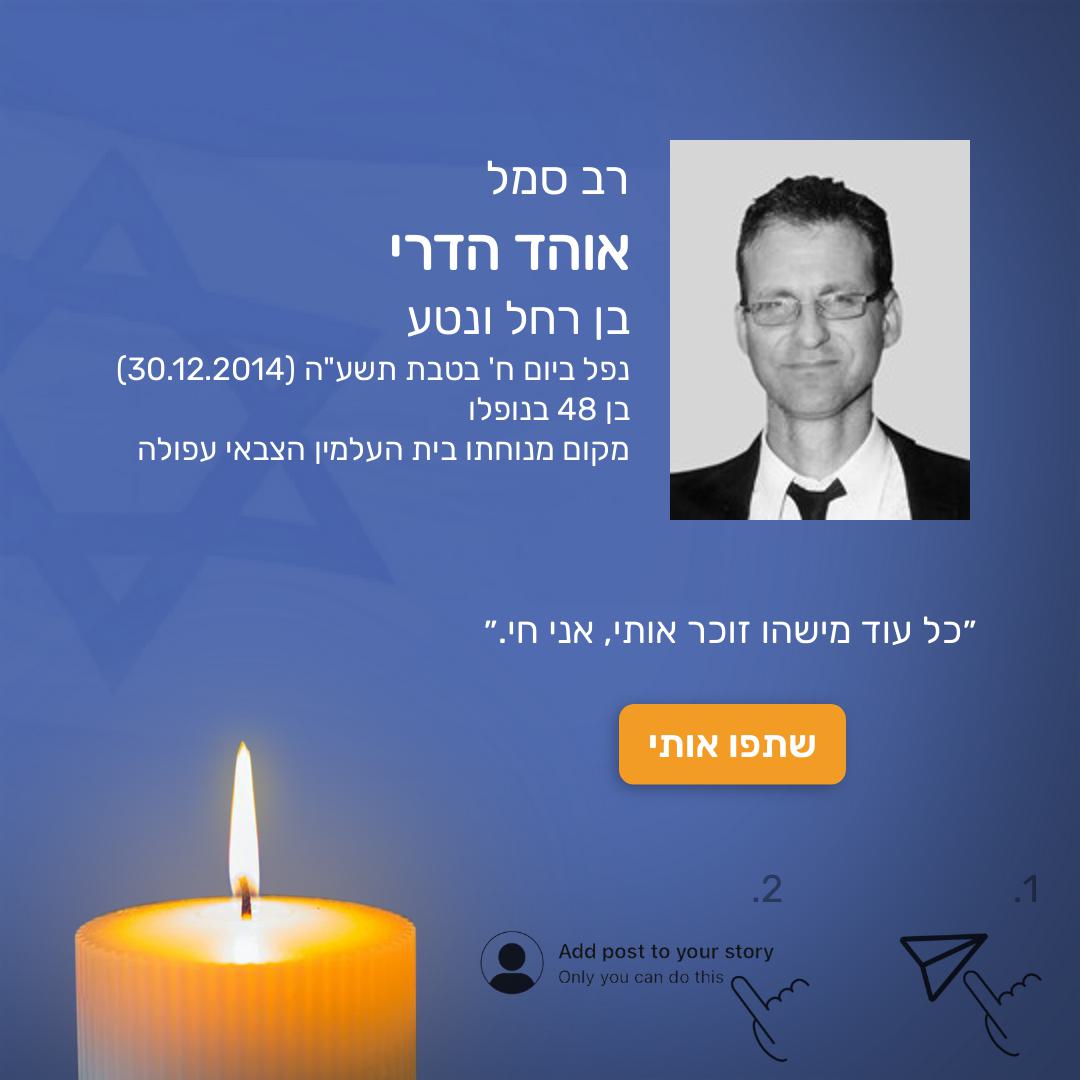 רב סמל
אוהד הדרי
בן רחל ונטע
נפל ביום ח' בטבת תשע"ה (30.12.2014)
בן 48 בנופלו
מקום מנוחתו בית העלמין הצבאי עפולה
״כל עוד מישהו זוכר אותי, אני חי.״
שתפו אותי
1.
2.
Add post to your story
Only you can do this